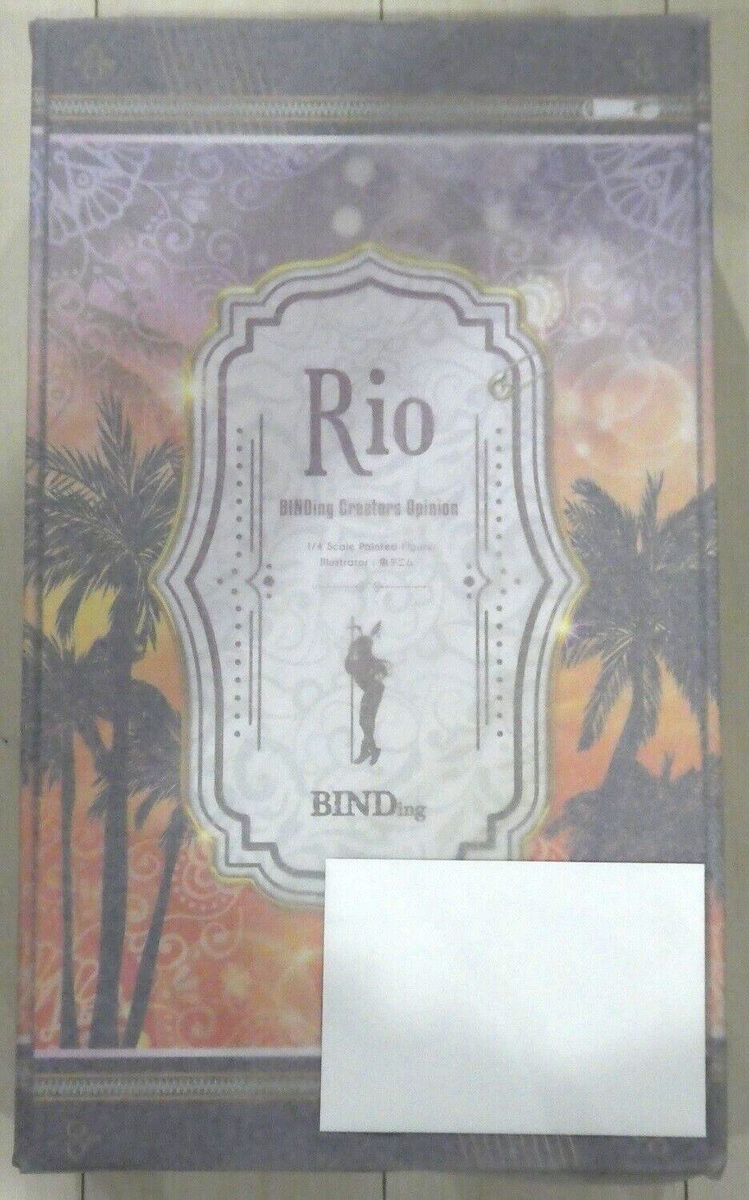 Rio
BINDing Creators Opinion
1/4 Scale Painted Figure
Illustrator : 魚デニム
BINDing